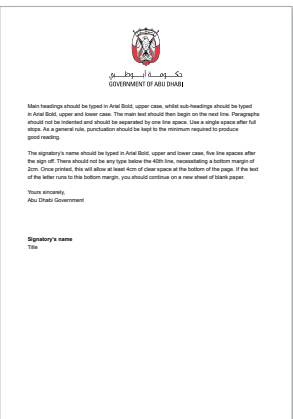 حكومة أبوظبي
GOVERNMENT OF ABU DHABI
Main headings should be typed in Arial Bold, upper case, whilst sub-headings should be typed
in Arial Bold, upper and lower case. The main text should then begin on the next line. Paragraphs
should not be indented and should be separated by one line space. Use a single space after full
stops. As a general rule, punctuation should be kept to the minimum required to produce
good reading.
The signatory's name should be typed in Arial Bold, upper and lower case, five line spaces after
the sign off. There should not be any type below the 40th line, necessitating a bottom margin of
2cm. Once printed, this will allow at least 4cm of clear space at the bottom of the page. If the text
of the letter runs to this bottom margin, you should continue on a new sheet of blank paper.
Yours sincerely,
Abu Dhabi Government
Signatory's name
Title